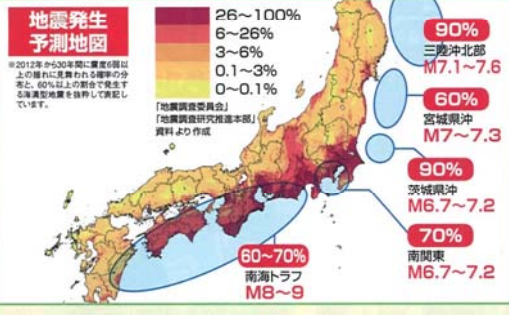 地震発生
予測地図
※2012年から30年間に震度6弱以
上の揺れに見舞われる確率の分
布と、60%以上の割合で発生す
る海溝型地震を抜粋して表記し
ています。
26〜100%
6〜26%
3〜6%
0.1〜3%
0〜0.1%
「地震調査委員会」
「地震調査研究推進本部」
資料より作成
90%
三陸沖北部
M7.1〜7.6
60%
宮城県沖
M7〜7.3
90%
茨城県沖
M6.7〜7.2
70%
南関東
M6.7〜7.2
60〜70%
南海トラフ
M8〜9